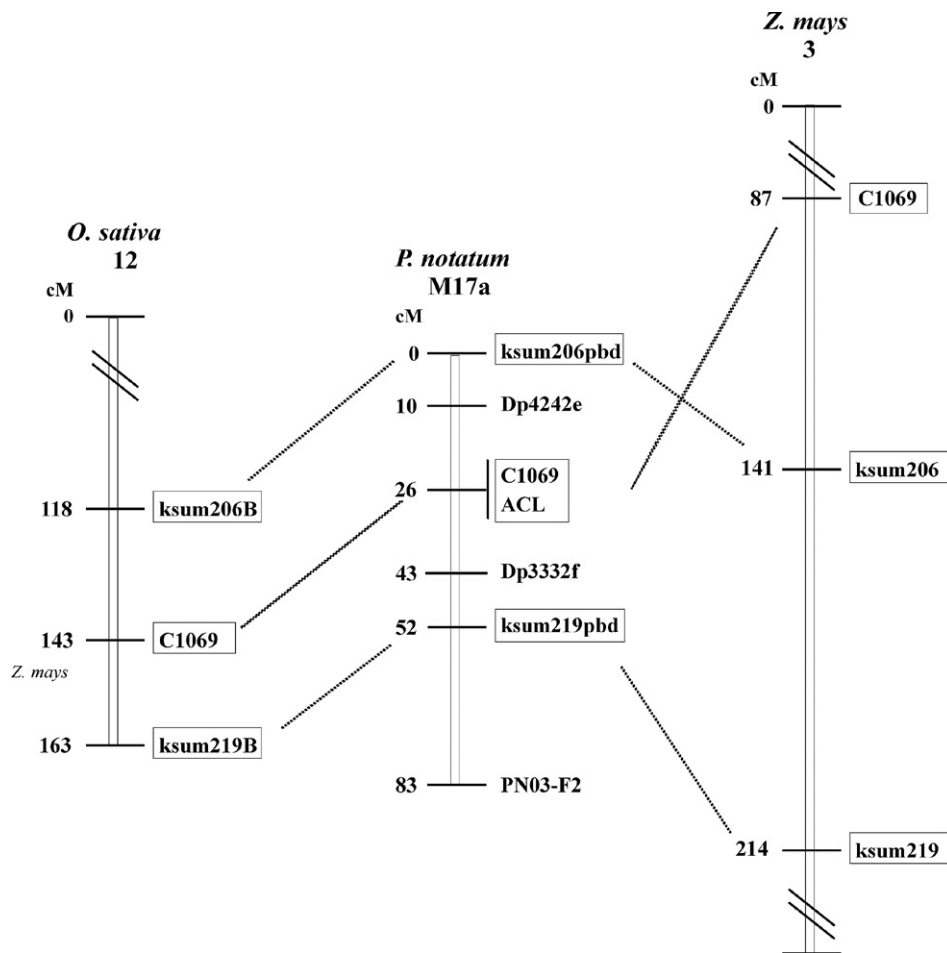 Z. mays
3
cM
0
87 C1069
141 ksum206
214 ksum219
O. sativa
12
cM
0
118 ksum206B
143 C1069
Z. mays
163 ksum219B
P. notatum
M17a
cM
0 ksum206pbd
10 Dp4242e
26 C1069
ACL
43 Dp3332f
52 ksum219pbd
83 PN03-F2